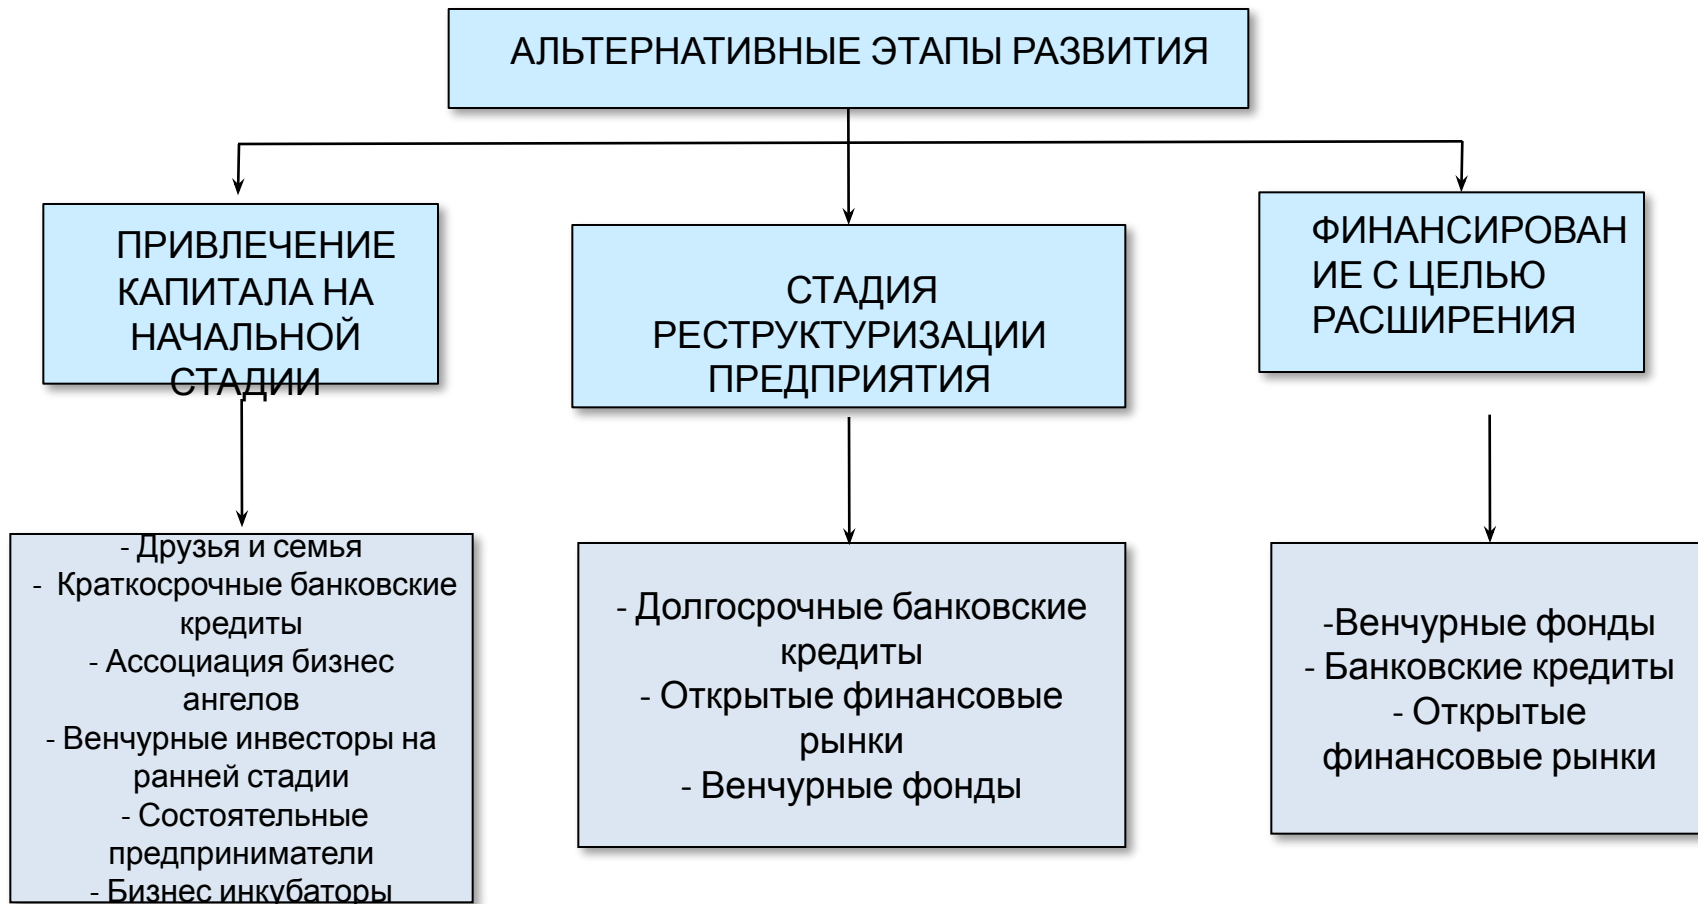 АЛЬТЕРНАТИВНЫЕ ЭТАПЫ РАЗВИТИЯ
ПРИВЛЕЧЕНИЕ
КАПИТАЛА НА
НАЧАЛЬНОЙ
СТАДИИ
СТАДИЯ
РЕСТРУКТУРИЗАЦИИ
ПРЕДПРИЯТИЯ
ФИНАНСИРОВАН
ИЕ С ЦЕЛЬЮ
РАСШИРЕНИЯ
- Друзья и семья
- Краткосрочные банковские
кредиты
- Ассоциация бизнес
ангелов
- Венчурные инвесторы на
ранней стадии
- Состоятельные
предприниматели
- Бизнес инкубаторы
- Долгосрочные банковские
кредиты
- Открытые финансовые
рынки
- Венчурные фонды
-Венчурные фонды
- Банковские кредиты
- Открытые
финансовые рынки